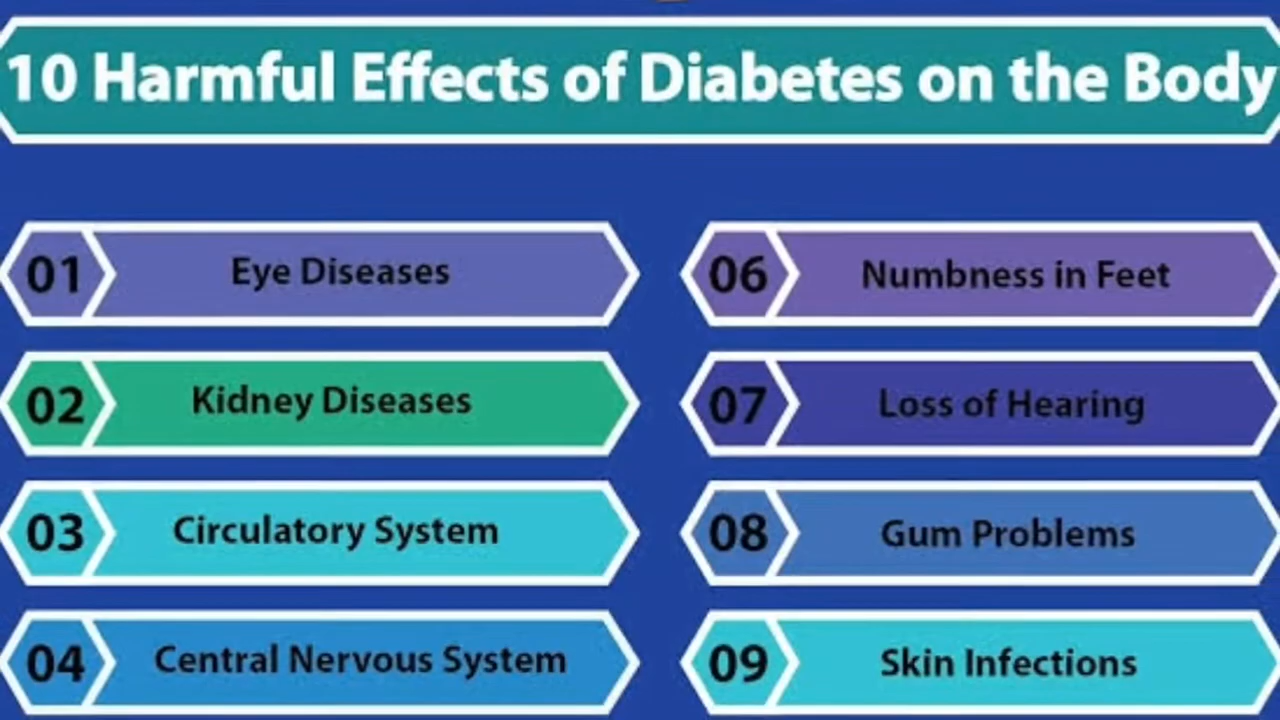 10 Harmful Effects of Diabetes on the Body
01 Eye Diseases
02 Kidney Diseases
03 Circulatory System
04 Central Nervous System
06 Numbness in Feet
07 Loss of Hearing
08 Gum Problems
09 Skin Infections